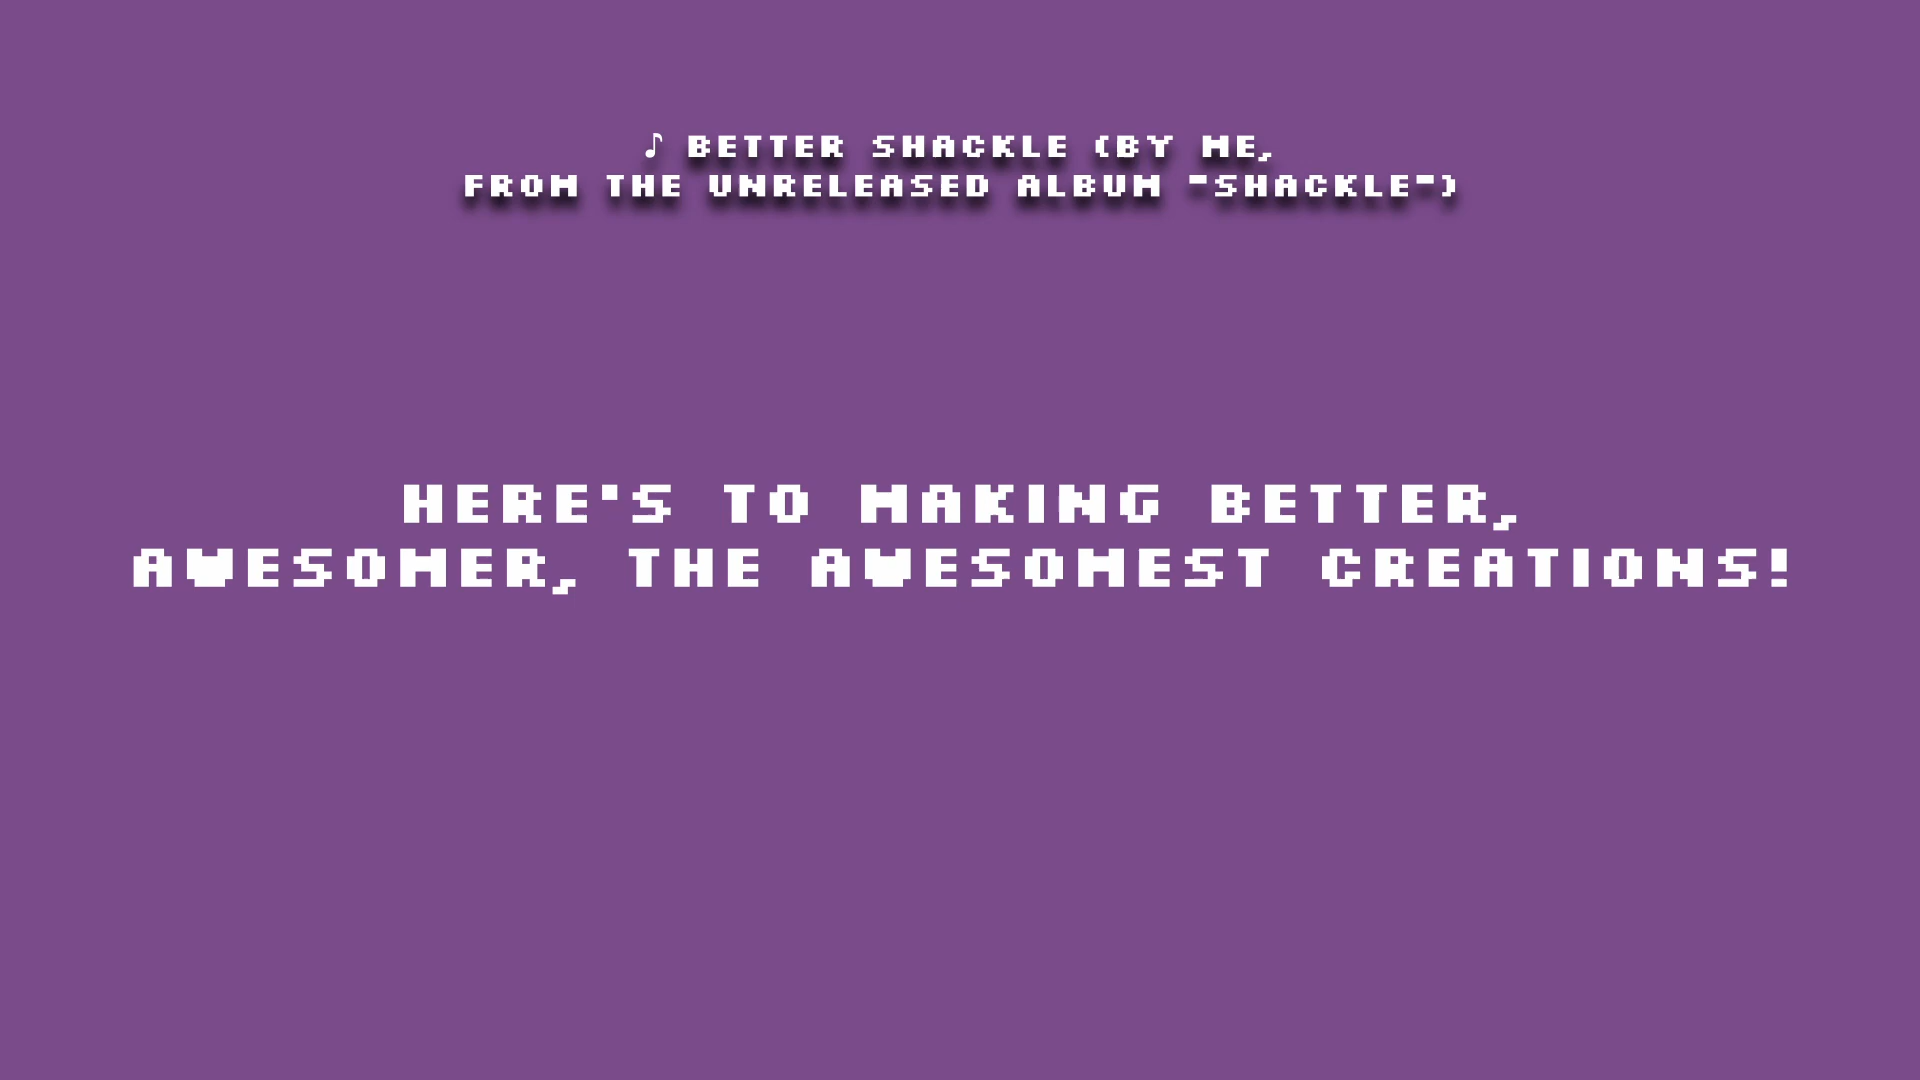 ♪ BETTER SHACKLE (BY ME,
FROM THE UNRELEASED ALBUM "SHACKLE")
HERE'S TO MAKING BETTER,
AWESOMER, THE AWESOMEST CREATIONS!